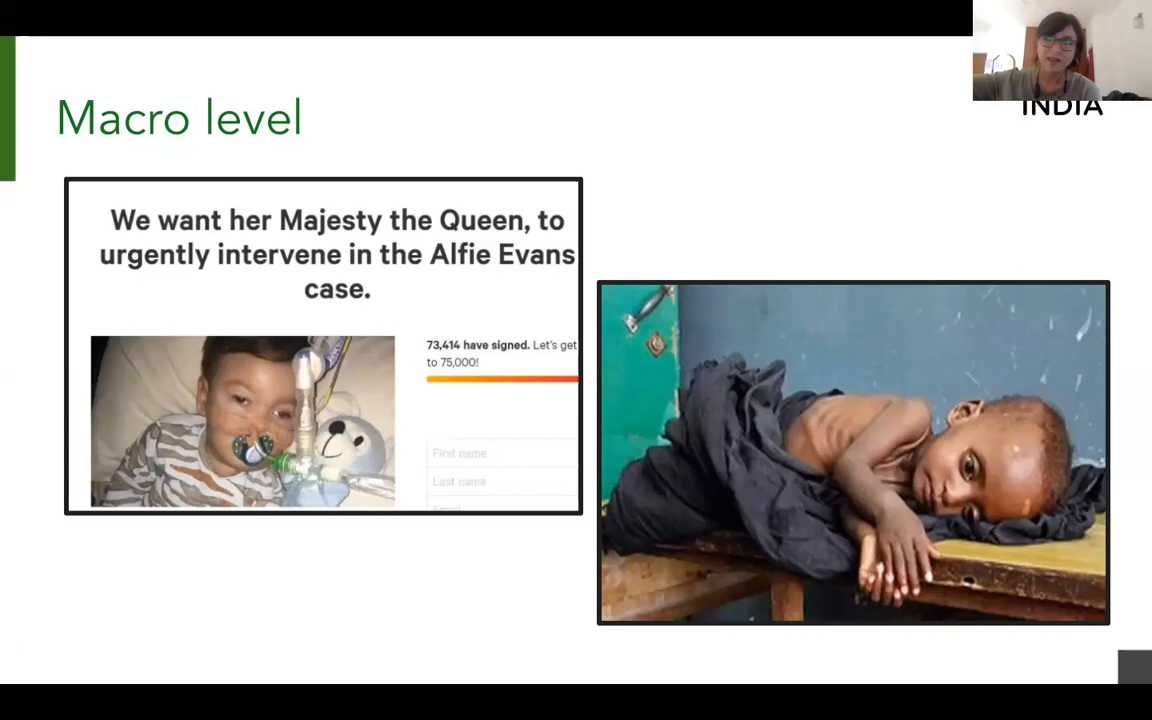 INDIA
Macro level
We want her Majesty the Queen, to
urgently intervene in the Alfie Evans
case.
73,414 have signed. Let's get
to 75,000!
First name
Last name
Email